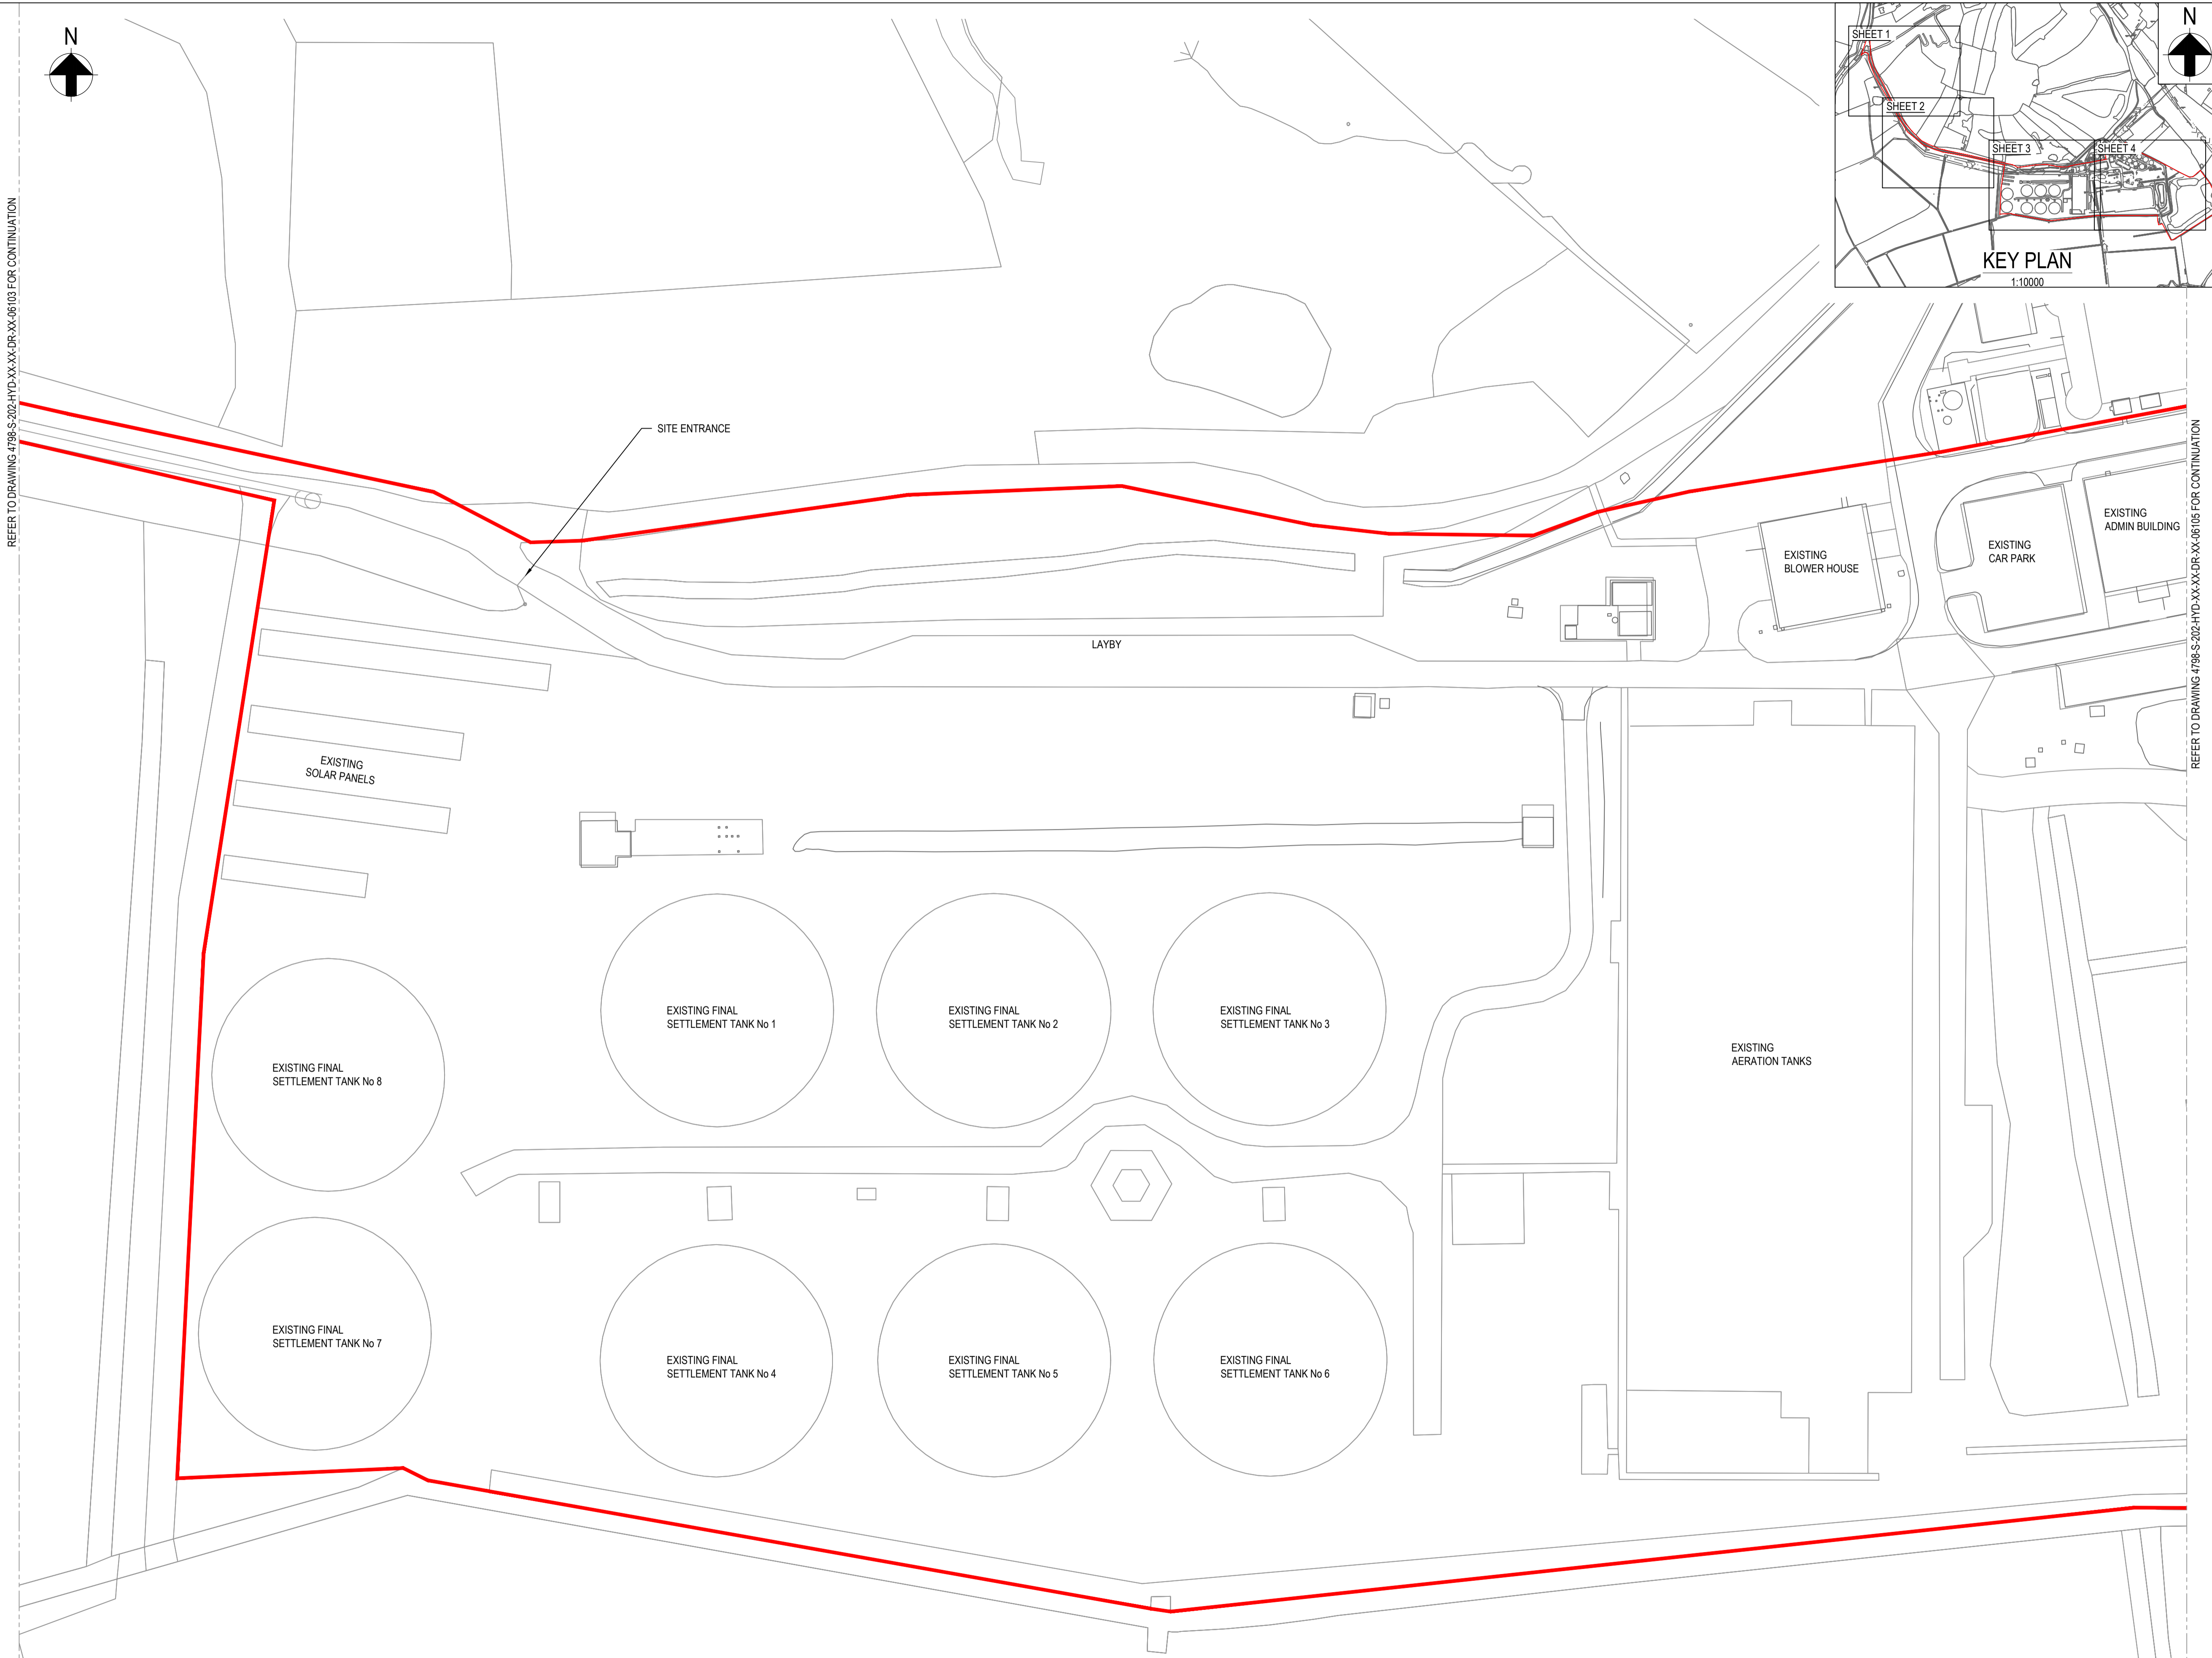 N
N
SHEET 1
SHEET 2
SHEET 3
SHEET 4
KEY PLAN
1:10000
REFER TO DRAWING 4798-S-202-HYD-XX-XX-DR-XX-06103 FOR CONTINUATION
SITE ENTRANCE
REFER TO DRAWING 4798-S-202-HYD-XX-XX-DR-XX-06105 FOR CONTINUATION
EXISTING
ADMIN BUILDING
EXISTING
CAR PARK
EXISTING
BLOWER HOUSE
LAYBY
EXISTING
SOLAR PANELS
EXISTING FINAL
SETTLEMENT TANK No 1
EXISTING FINAL
SETTLEMENT TANK No 2
EXISTING FINAL
SETTLEMENT TANK No 3
EXISTING
AERATION TANKS
EXISTING FINAL
SETTLEMENT TANK No 8
EXISTING FINAL
SETTLEMENT TANK No 7
EXISTING FINAL
SETTLEMENT TANK No 4
EXISTING FINAL
SETTLEMENT TANK No 5
EXISTING FINAL
SETTLEMENT TANK No 6